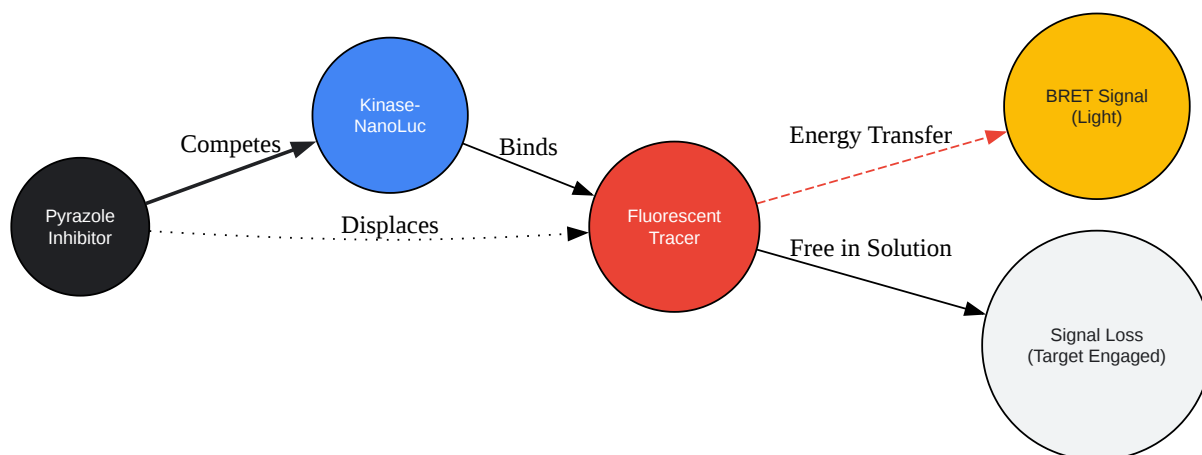 Pyrazole
Inhibitor
Competes
Kinase-
NanoLuc
Displaces
Binds
Fluorescent
Tracer
Energy Transfer
Free in Solution
BRET Signal
(Light)
Signal Loss
(Target Engaged)